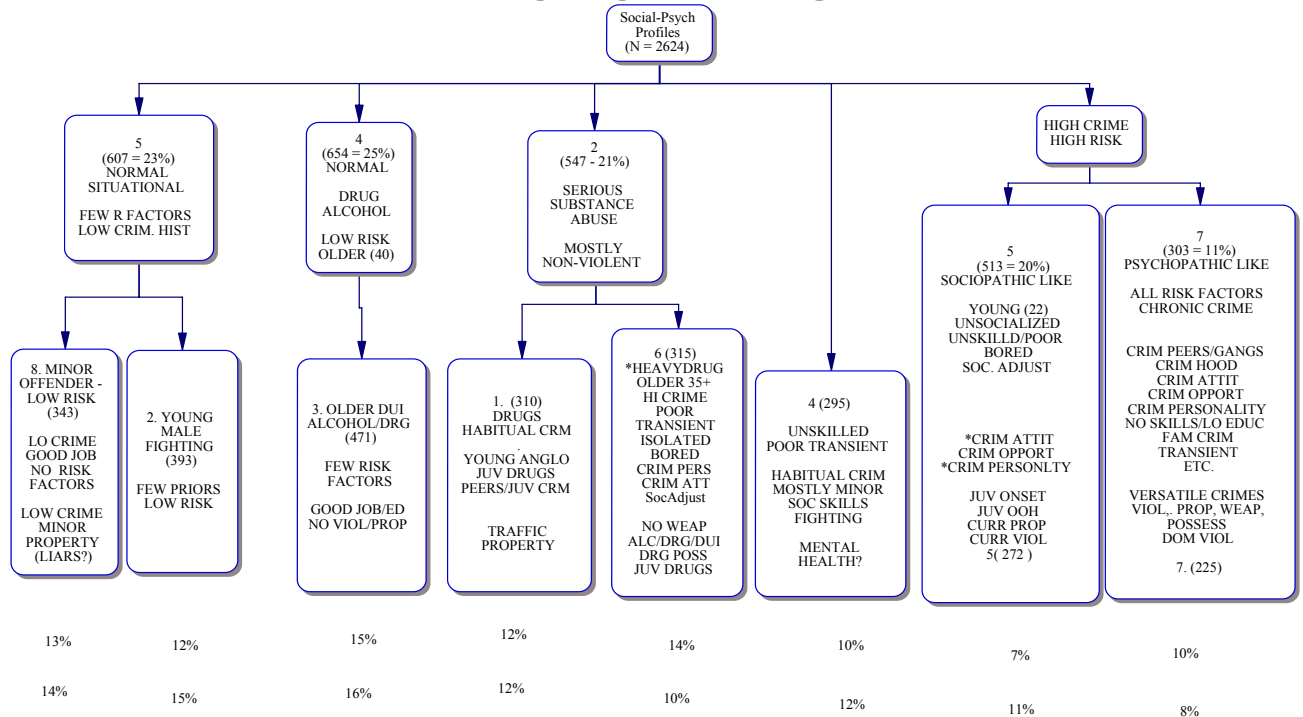 Social-Psych
Profiles
(N = 2624)
5
(607 = 23%)
NORMAL
SITUATIONAL
FEW R FACTORS
LOW CRIM. HIST
4
(654 = 25%)
NORMAL
DRUG
ALCOHOL
LOW RISK
OLDER (40)
2
(547 - 21%)
SERIOUS
SUBSTANCE
ABUSE
MOSTLY
NON-VIOLENT
HIGH CRIME
HIGH RISK
8. MINOR
OFFENDER -
LOW RISK
(343)
LO CRIME
GOOD JOB
NO RISK
FACTORS
LOW CRIME
MINOR
PROPERTY
(LIARS?)
2. YOUNG
MALE
FIGHTING
(393)
FEW PRIORS
LOW RISK
3. OLDER DUI
ALCOHOL/DRG
(471)
FEW RISK
FACTORS
GOOD JOB/ED
NO VIOL/PROP
1. (310)
DRUGS
HABITUAL CRM
.
YOUNG ANGLO
JUV DRUGS
PEERS/JUV CRM
TRAFFIC
PROPERTY
6 (315)
*HEAVYDRUG
OLDER 35+
HI CRIME
POOR
TRANSIENT
ISOLATED
BORED
CRIM PERS
CRIM ATT
SocAdjust
NO WEAP
ALC/DRG/DUI
DRG POSS
JUV DRUGS
4 (295)
UNSKILLED
POOR TRANSIENT
HABITUAL CRIM
MOSTLY MINOR
SOC SKILLS
FIGHTING
MENTAL
HEALTH?
5
(513 = 20%)
SOCIOPATHIC LIKE
YOUNG (22)
UNSOCIALIZED
UNSKILLD/POOR
BORED
SOC. ADJUST
*CRIM ATTIT
CRIM OPPORT
*CRIM PERSONLTY
JUV ONSET
JUV OOH
CURR PROP
CURR VIOL
5( 272 )
7
(303 = 11%)
PSYCHOPATHIC LIKE
ALL RISK FACTORS
CHRONIC CRIME
CRIM PEERS/GANGS
CRIM HOOD
CRIM ATTIT
CRIM OPPORT
CRIM PERSONALITY
NO SKILLS/LO EDUC
FAM CRIM
TRANSIENT
ETC.
VERSATILE CRIMES
VIOL,. PROP, WEAP,
POSSESS
DOM VIOL
7. (225)
13% 12% 15% 12% 14% 10% 7% 10%
14% 15% 16% 12% 10% 12% 11% 8%